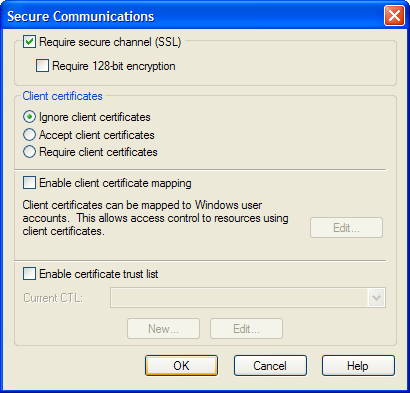 Secure Communications
Require secure channel (SSL)
Require 128-bit encryption
Client certificates
Ignore client certificates
Accept client certificates
Require client certificates
Enable client certificate mapping
Client certificates can be mapped to Windows user
accounts.  This allows access control to resources using
client certificates.
Edit...
Enable certificate trust list
Current CTL:
New...
Edit...
OK
Cancel
Help